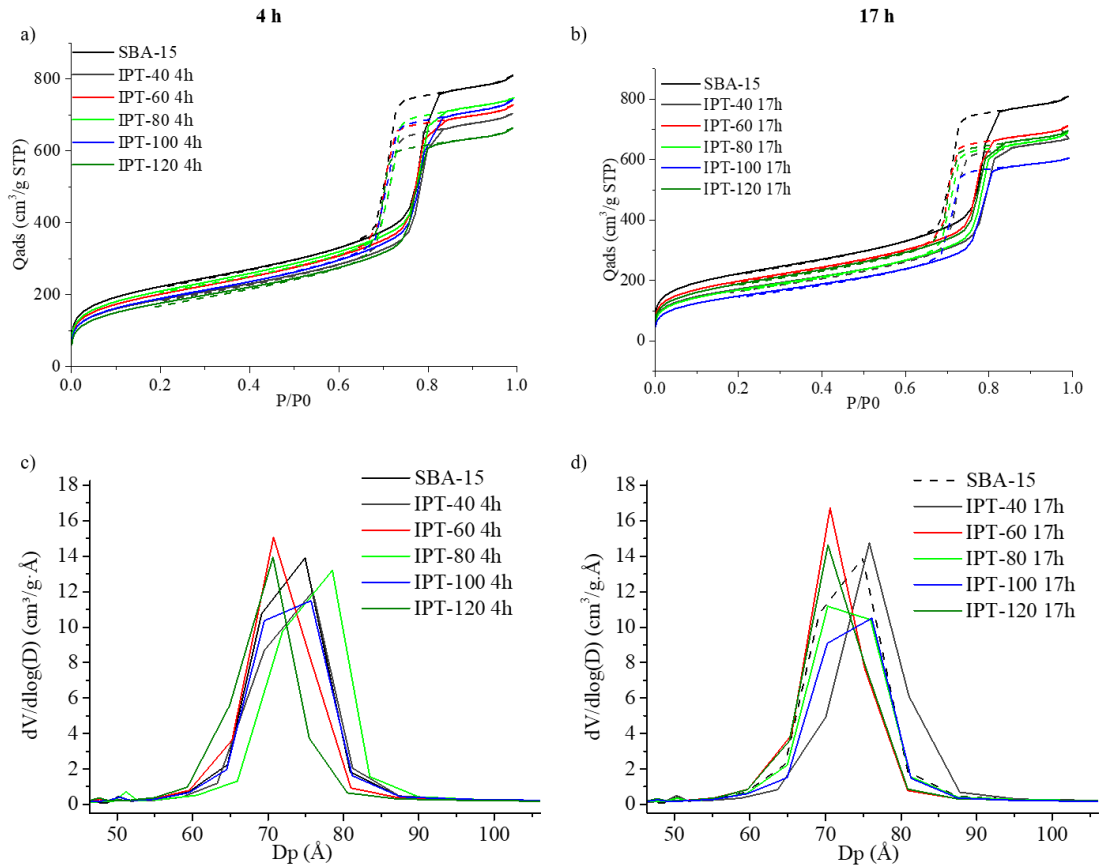 4 h
17 h
a)
SBA-15
IPT-40 4h
IPT-60 4h
IPT-80 4h
IPT-100 4h
IPT-120 4h
Qads (cm³/g STP)
800
600
400
200
0
0.0 0.2 0.4 0.6 0.8 1.0
P/P0
b)
SBA-15
IPT-40 17h
IPT-60 17h
IPT-80 17h
IPT-100 17h
IPT-120 17h
Qads (cm³/g STP)
800
600
400
200
0
0.0 0.2 0.4 0.6 0.8 1.0
P/P0
c)
SBA-15
IPT-40 4h
IPT-60 4h
IPT-80 4h
IPT-100 4h
IPT-120 4h
dV/dlog(D) (cm³/g·Å)
18
16
14
12
10
8
6
4
2
0
50 60 70 80 90 100
Dp (Å)
d)
SBA-15
IPT-40 17h
IPT-60 17h
IPT-80 17h
IPT-100 17h
IPT-120 17h
dV/dlog(D) (cm³/g.Å)
18
16
14
12
10
8
6
4
2
0
50 60 70 80 90 100
Dp (Å)